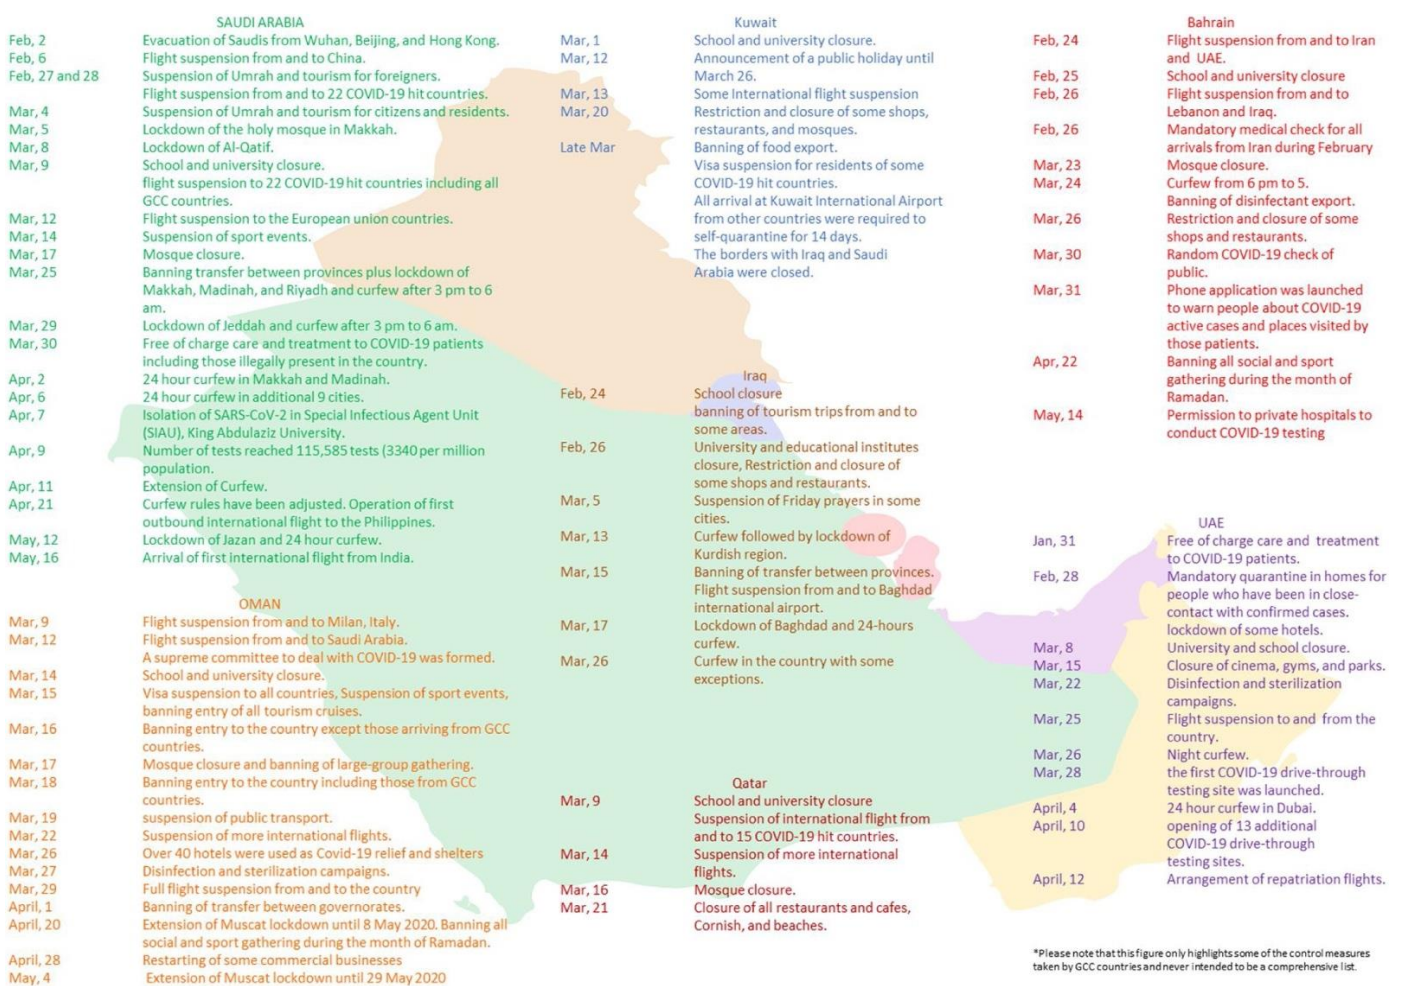 SAUDI ARABIA
Feb, 2 Evacuation of Saudis from Wuhan, Beijing, and Hong Kong.
Feb, 6 Flight suspension from and to China.
Feb, 27 and 28 Suspension of Umrah and tourism for foreigners.
Flight suspension from and to 22 COVID-19 hit countries.
Mar, 4 Suspension of Umrah and tourism for citizens and residents.
Mar, 5 Lockdown of the holy mosque in Makkah.
Mar, 8 Lockdown of Al-Qatif.
Mar, 9 School and university closure.
flight suspension to 22 COVID-19 hit countries including all
GCC countries.
Mar, 12 Flight suspension to the European union countries.
Mar, 14 Suspension of sport events.
Mar, 17 Mosque closure.
Mar, 25 Banning transfer between provinces plus lockdown of
Makkah, Madinah, and Riyadh and curfew after 3 pm to 6
am.
Mar, 29 Lockdown of Jeddah and curfew after 3 pm to 6 am.
Mar, 30 Free of charge care and treatment to COVID-19 patients
including those illegally present in the country.
Apr, 2 24 hour curfew in Makkah and Madinah.
Apr, 6 24 hour curfew in additional 9 cities.
Apr, 7 Isolation of SARS-CoV-2 in Special Infectious Agent Unit
(SIAU), King Abdulaziz University.
Apr, 9 Number of tests reached 115,585 tests (3340 per million
population.
Apr, 11 Extension of Curfew.
Apr, 21 Curfew rules have been adjusted. Operation of first
outbound international flight to the Philippines.
May, 12 Lockdown of Jazan and 24 hour curfew.
May, 16 Arrival of first international flight from India.
OMAN
Mar, 9 Flight suspension from and to Milan, Italy.
Mar, 12 Flight suspension from and to Saudi Arabia.
A supreme committee to deal with COVID-19 was formed.
Mar, 14 School and university closure.
Mar, 15 Visa suspension to all countries, Suspension of sport events,
banning entry of all tourism cruises.
Mar, 16 Banning entry to the country except those arriving from GCC
countries.
Mar, 17 Mosque closure and banning of large-group gathering.
Mar, 18 Banning entry to the country including those from GCC
countries.
Mar, 19 suspension of public transport.
Mar, 22 Suspension of more international flights.
Mar, 26 Over 40 hotels were used as Covid-19 relief and shelters
Mar, 27 Disinfection and sterilization campaigns.
Mar, 29 Full flight suspension from and to the country
April, 1 Banning of transfer between governorates.
April, 20 Extension of Muscat lockdown until 8 May 2020. Banning all
social and sport gathering during the month of Ramadan.
April, 28 Restarting of some commercial businesses
May, 4 Extension of Muscat lockdown until 29 May 2020
Kuwait
Mar, 1 School and university closure.
Mar, 12 Announcement of a public holiday until
March 26.
Mar, 13 Some International flight suspension
Mar, 20 Restriction and closure of some shops,
restaurants, and mosques.
Late Mar Banning of food export.
Visa suspension for residents of some
COVID-19 hit countries.
All arrival at Kuwait International Airport
from other countries were required to
self-quarantine for 14 days.
The borders with Iraq and Saudi
Arabia were closed.
Iraq
Feb, 24 School closure
banning of tourism trips from and to
some areas.
Feb, 26 University and educational institutes
closure, Restriction and closure of
some shops and restaurants.
Mar, 5 Suspension of Friday prayers in some
cities.
Mar, 13 Curfew followed by lockdown of
Kurdish region.
Mar, 15 Banning of transfer between provinces.
Flight suspension from and to Baghdad
international airport.
Mar, 17 Lockdown of Baghdad and 24-hours
curfew.
Mar, 26 Curfew in the country with some
exceptions.
Qatar
Mar, 9 School and university closure
Suspension of international flight from
and to 15 COVID-19 hit countries.
Mar, 14 Suspension of more international
flights.
Mar, 16 Mosque closure.
Mar, 21 Closure of all restaurants and cafes,
Cornish, and beaches.
Bahrain
Feb, 24 Flight suspension from and to Iran
and UAE.
Feb, 25 School and university closure
Feb, 26 Flight suspension from and to
Lebanon and Iraq.
Feb, 26 Mandatory medical check for all
arrivals from Iran during February
Mar, 23 Mosque closure.
Mar, 24 Curfew from 6 pm to 5.
Banning of disinfectant export.
Mar, 26 Restriction and closure of some
shops and restaurants.
Mar, 30 Random COVID-19 check of
public.
Mar, 31 Phone application was launched
to warn people about COVID-19
active cases and places visited by
those patients.
Apr, 22 Banning all social and sport
gathering during the month of
Ramadan.
May, 14 Permission to private hospitals to
conduct COVID-19 testing
UAE
Jan, 31 Free of charge care and treatment
to COVID-19 patients.
Feb, 28 Mandatory quarantine in homes for
people who have been in close-
contact with confirmed cases.
lockdown of some hotels.
Mar, 8 University and school closure.
Mar, 15 Closure of cinema, gyms, and parks.
Mar, 22 Disinfection and sterilization
campaigns.
Mar, 25 Flight suspension to and from the
country.
Mar, 26 Night curfew.
Mar, 28 the first COVID-19 drive-through
testing site was launched.
April, 4 24 hour curfew in Dubai.
April, 10 opening of 13 additional
COVID-19 drive-through
testing sites.
April, 12 Arrangement of repatriation flights.
*Please note that this figure only highlights some of the control measures
taken by GCC countries and never intended to be a comprehensive list.